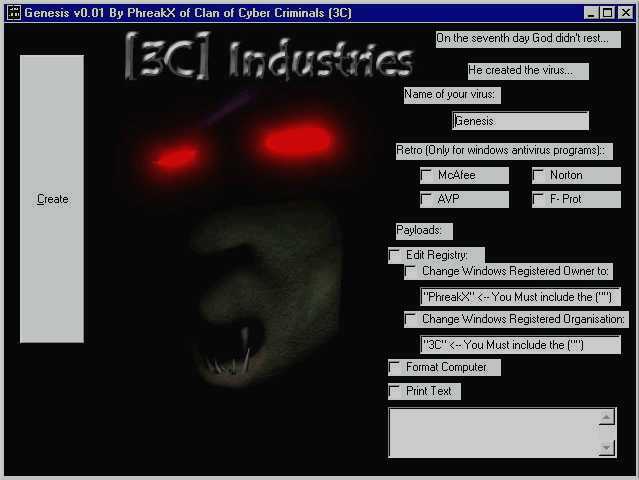 Genesis v0.01 By PhreakX of Clan of Cyber Criminals (3C)
[3C] Industries
On the seventh day God didn't rest...
He created the virus...
Name of your virus:
Genesis
Retro (Only for windows antivirus programs)::
McAfee Norton
AVP F- Prot
Create
Payloads:
Edit Registry:
Change Windows Registered Owner to:
"PhreakX" <-- You Must include the ("")
Change Windows Registered Organisation:
"3C" <-- You Must include the ("")
Format Computer
Print Text